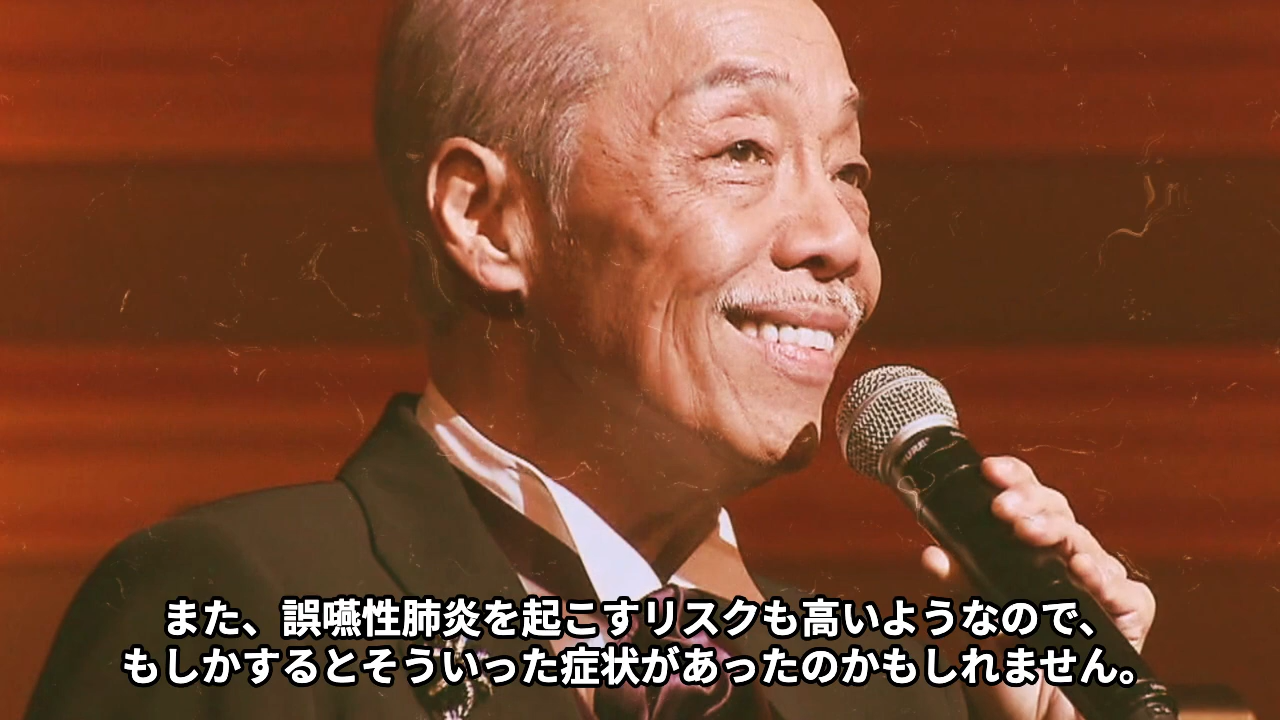 また、誤嚥性肺炎を起こすリスクも高いようなので、
もしかするとそういった症状があったのかもしれません。